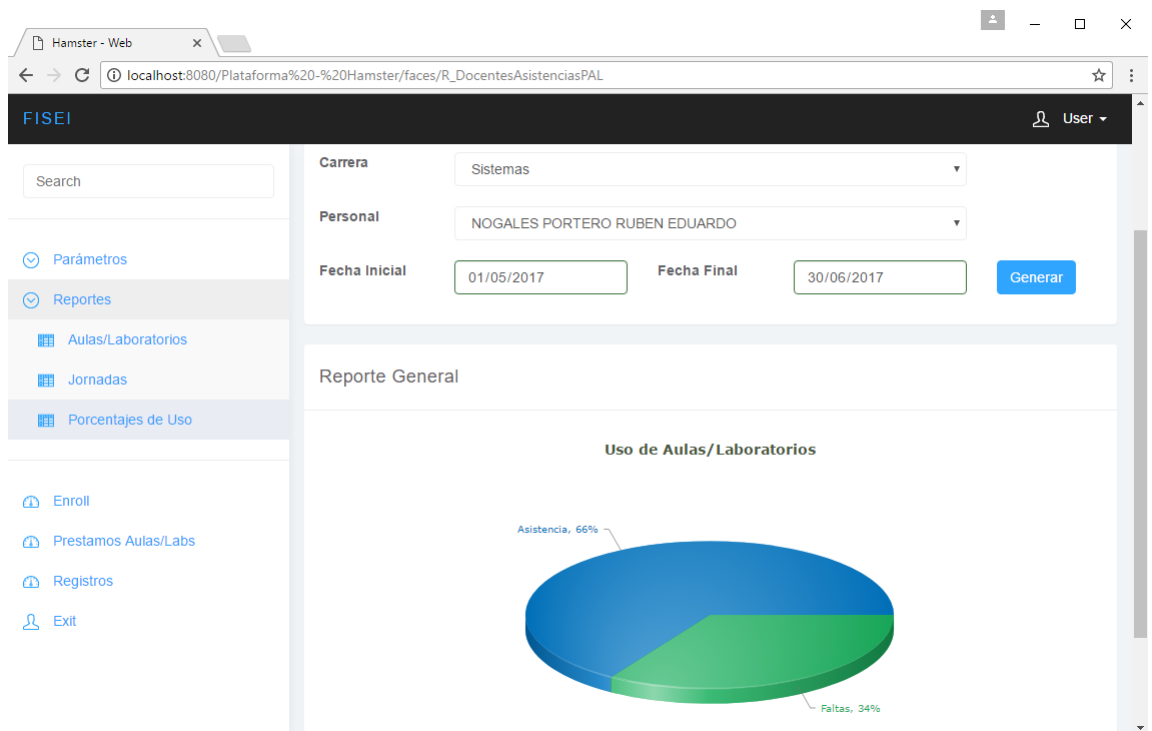 Hamster - Web
localhost:8080/Plataforma%20-%20Hamster/faces/R_DocentesAsistenciasPAL
FISEI
User
Search
Parámetros
Reportes
Aulas/Laboratorios
Jornadas
Porcentajes de Uso
Enroll
Prestamos Aulas/Labs
Registros
Exit
Carrera
Sistemas
Personal
NOGALES PORTERO RUBEN EDUARDO
Fecha Inicial
01/05/2017
Fecha Final
30/06/2017
Generar
Reporte General
Uso de Aulas/Laboratorios
Asistencia, 66%
Faltas, 34%